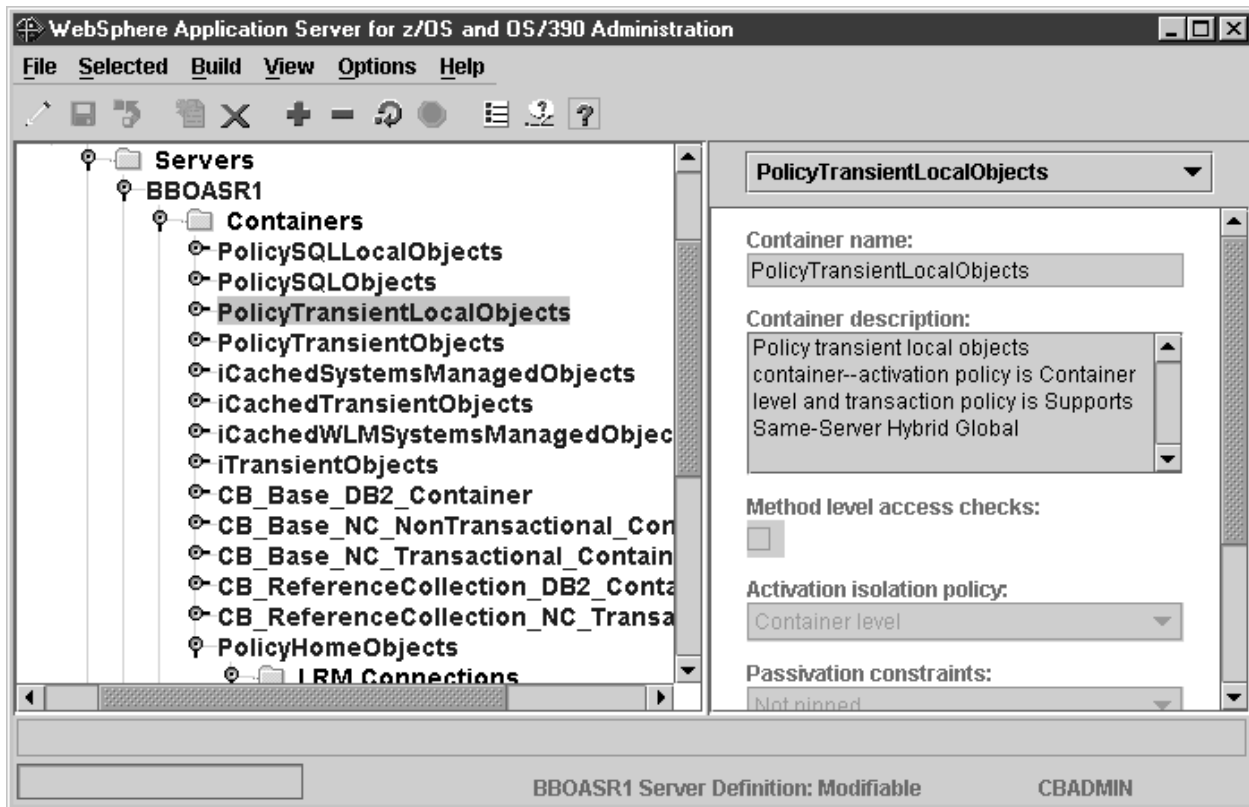 WebSphere Application Server for z/OS and OS/390 Administration
File Selected Build View Options Help
Servers
BBOASR1
Containers
PolicySQLLocalObjects
PolicySQLObjects
PolicyTransientLocalObjects
PolicyTransientObjects
iCachedSystemsManagedObjects
iCachedTransientObjects
iCachedWLMSystemsManagedObjec
iTransientObjects
CB_Base_DB2_Container
CB_Base_NC_NonTransactional_Con
CB_Base_NC_Transactional_Contain
CB_ReferenceCollection_DB2_Conta
CB_ReferenceCollection_NC_Transa
PolicyHomeObjects
LRM Connections
PolicyTransientLocalObjects
Container name:
PolicyTransientLocalObjects
Container description:
Policy transient local objects
container--activation policy is Container
level and transaction policy is Supports
Same-Server Hybrid Global
Method level access checks:
Activation isolation policy:
Container level
Passivation constraints:
Not pinned
BBOASR1 Server Definition: Modifiable CBADMIN